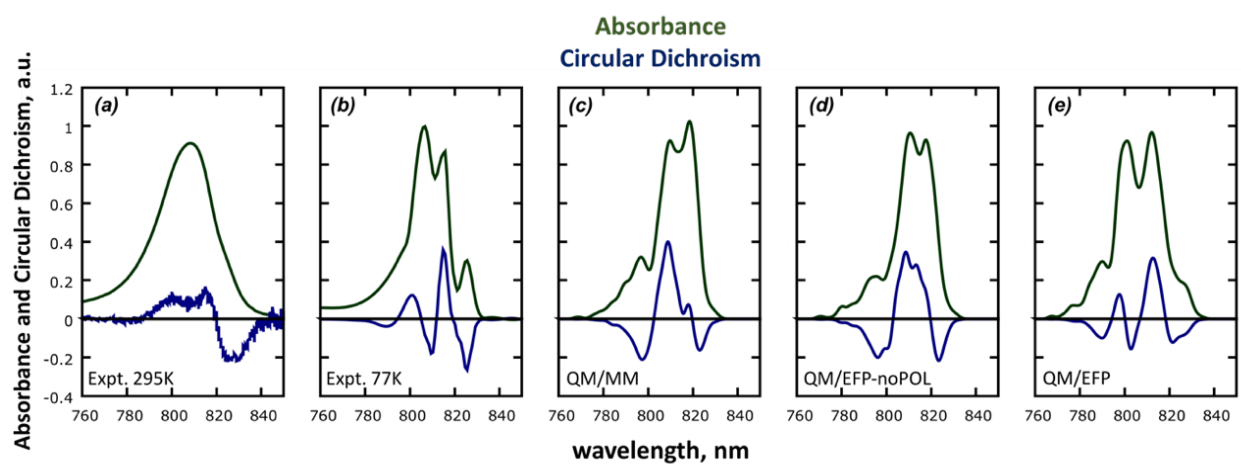 Absorbance
Circular Dichroism
Absorbance and Circular Dichroism, a.u.
1.2
1
0.8
0.6
0.4
0.2
0
-0.2
-0.4
(a)
Expt. 295K
760 780 800 820 840
(b)
Expt. 77K
760 780 800 820 840
(c)
QM/MM
760 780 800 820 840
(d)
QM/EFP-noPOL
760 780 800 820 840
(e)
QM/EFP
760 780 800 820 840
wavelength, nm